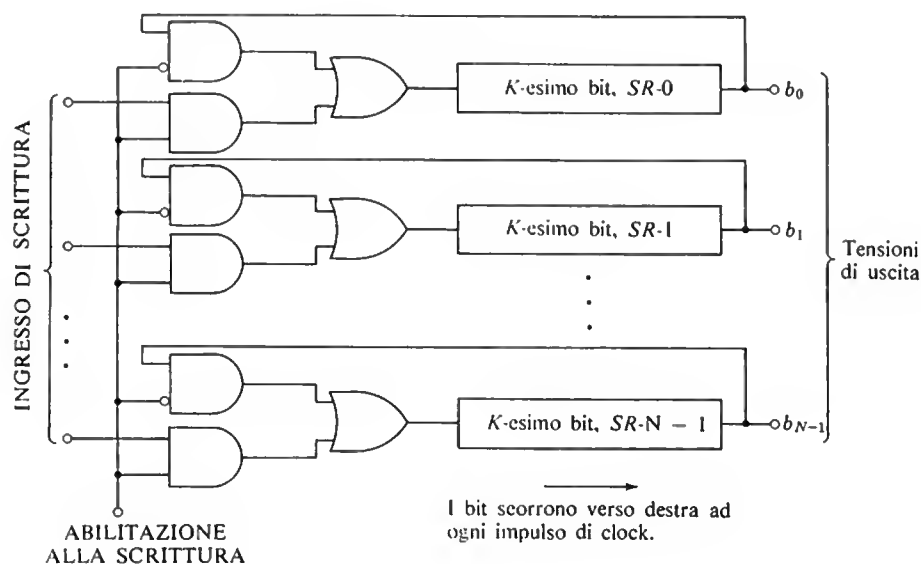 K-esimo bit, SR-0
b0
INGRESSO DI SCRITTURA
K-esimo bit, SR-1
b1
Tensioni
di uscita
K-esimo bit, SR-N − 1
bN−1
I bit scorrono verso destra ad
ogni impulso di clock.
ABILITAZIONE
ALLA SCRITTURA